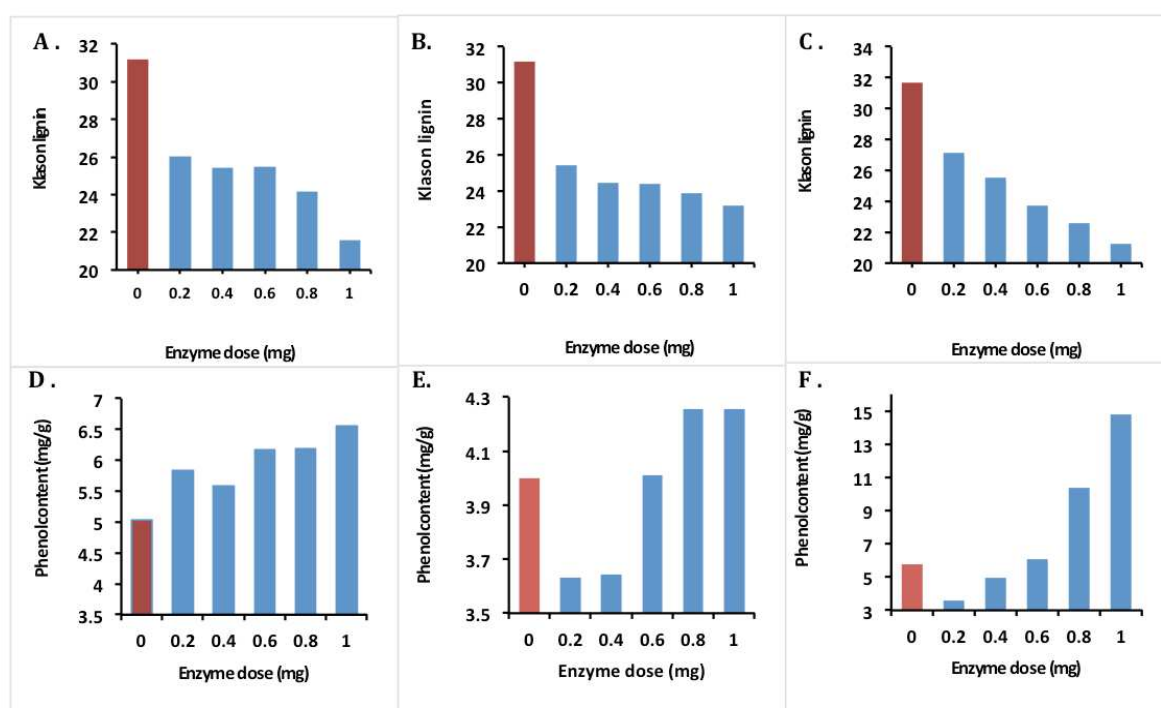 A .
32
30
28
26
24
22
20
Klason lignin
0 0.2 0.4 0.6 0.8 1
Enzyme dose (mg)
B.
32
30
28
26
24
22
20
Klason lignin
0 0.2 0.4 0.6 0.8 1
Enzyme dose (mg)
C .
34
32
30
28
26
24
22
20
Klason lignin
0 0.2 0.4 0.6 0.8 1
Enzyme dose (mg)
D .
7
6.5
6
5.5
5
4.5
4
3.5
Phenol content (mg/g)
0 0.2 0.4 0.6 0.8 1
Enzyme dose (mg)
E.
4.3
4.1
3.9
3.7
3.5
Phenol content (mg/g)
0 0.2 0.4 0.6 0.8 1
Enzyme dose (mg)
F .
15
13
11
9
7
5
3
Phenol content (mg/g)
0 0.2 0.4 0.6 0.8 1
Enzyme dose (mg)